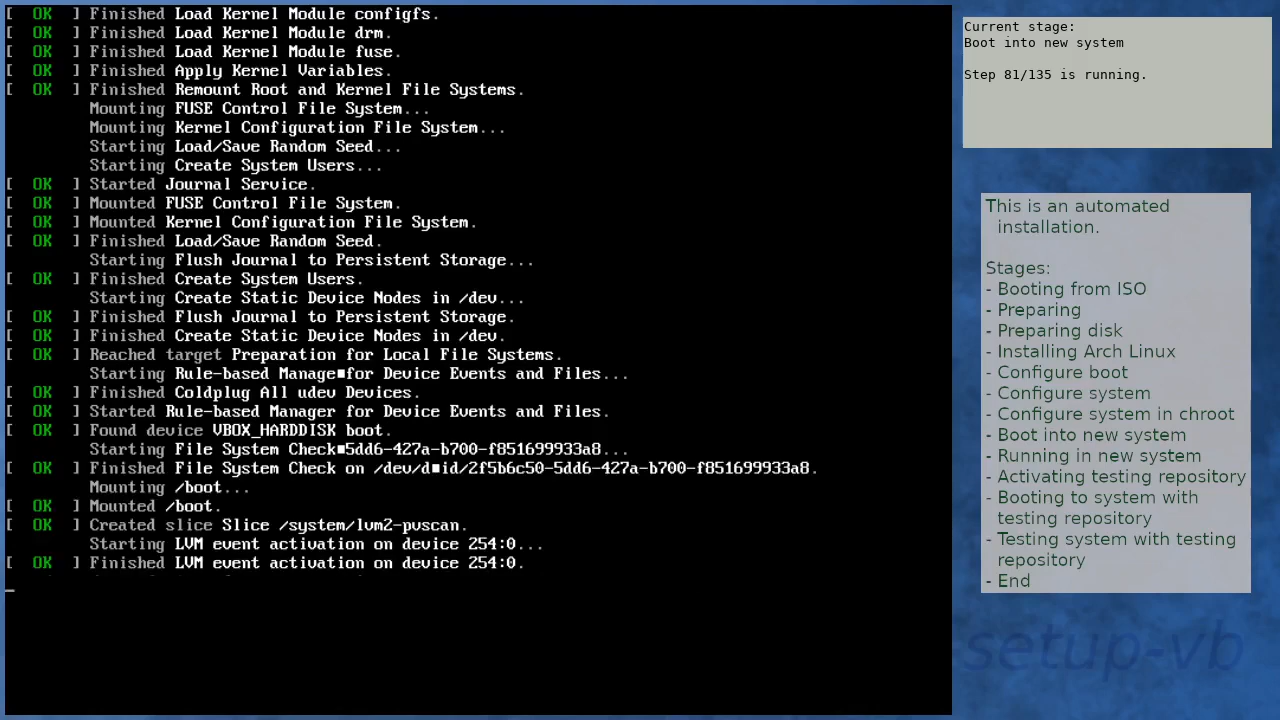 [  OK  ] Finished Load Kernel Module configfs.
[  OK  ] Finished Load Kernel Module drm.
[  OK  ] Finished Load Kernel Module fuse.
[  OK  ] Finished Apply Kernel Variables.
[  OK  ] Finished Remount Root and Kernel File Systems.
Mounting FUSE Control File System...
Mounting Kernel Configuration File System...
Starting Load/Save Random Seed...
Starting Create System Users...
[  OK  ] Started Journal Service.
[  OK  ] Mounted FUSE Control File System.
[  OK  ] Mounted Kernel Configuration File System.
[  OK  ] Finished Load/Save Random Seed.
Starting Flush Journal to Persistent Storage...
[  OK  ] Finished Create System Users.
Starting Create Static Device Nodes in /dev...
[  OK  ] Finished Flush Journal to Persistent Storage.
[  OK  ] Finished Create Static Device Nodes in /dev.
[  OK  ] Reached target Preparation for Local File Systems.
Starting Rule-based Manage■for Device Events and Files...
[  OK  ] Finished Coldplug All udev Devices.
[  OK  ] Started Rule-based Manager for Device Events and Files.
[  OK  ] Found device VBOX_HARDDISK boot.
Starting File System Check■5dd6-427a-b700-f851699933a8...
[  OK  ] Finished File System Check on /dev/d■id/2f5b6c50-5dd6-427a-b700-f851699933a8.
Mounting /boot...
[  OK  ] Mounted /boot.
[  OK  ] Created slice Slice /system/lvm2-pvscan.
Starting LVM event activation on device 254:0...
[  OK  ] Finished LVM event activation on device 254:0.
_
Current stage:
Boot into new system
Step 81/135 is running.
This is an automated
installation.
Stages:
- Booting from ISO
- Preparing
- Preparing disk
- Installing Arch Linux
- Configure boot
- Configure system
- Configure system in chroot
- Boot into new system
- Running in new system
- Activating testing repository
- Booting to system with
testing repository
- Testing system with testing
repository
- End
setup-vb